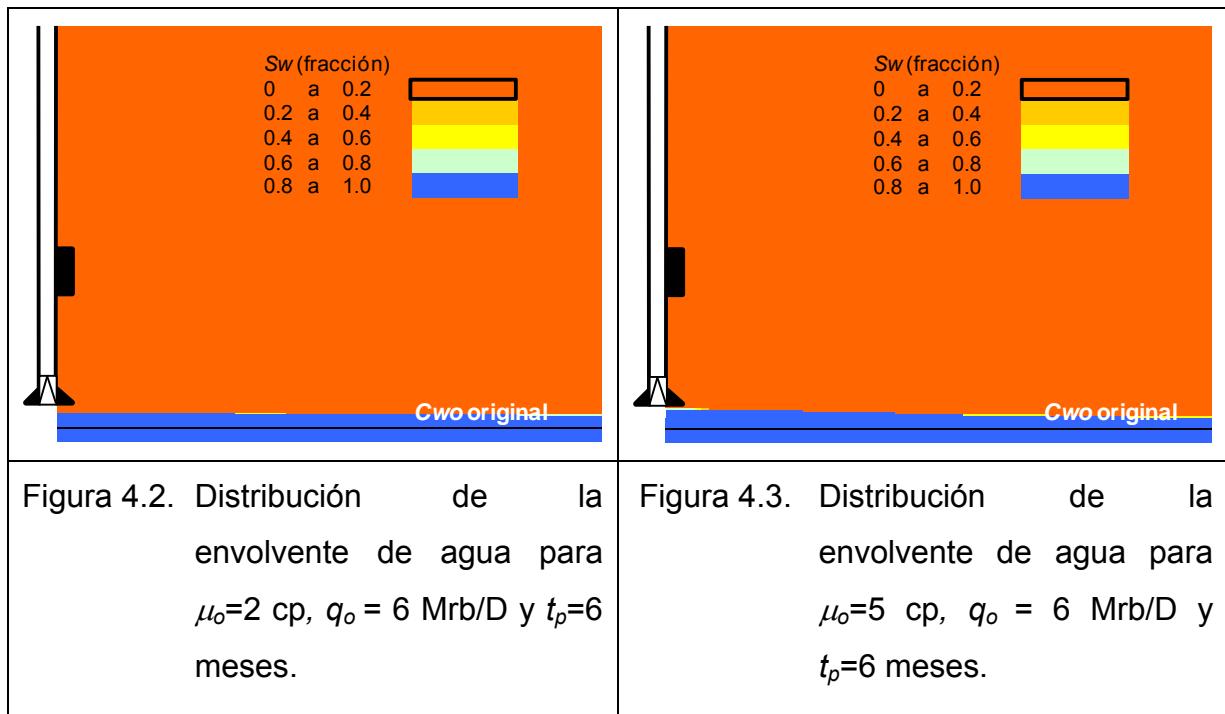 Sw (fracción)
0 a 0.2
0.2 a 0.4
0.4 a 0.6
0.6 a 0.8
0.8 a 1.0
Cwo original
Sw (fracción)
0 a 0.2
0.2 a 0.4
0.4 a 0.6
0.6 a 0.8
0.8 a 1.0
Cwo original
Figura 4.2. Distribución de la
envolvente de agua para
μo=2 cp, qo = 6 Mrb/D y tp=6
meses.
Figura 4.3. Distribución de la
envolvente de agua para
μo=5 cp, qo = 6 Mrb/D y
tp=6 meses.